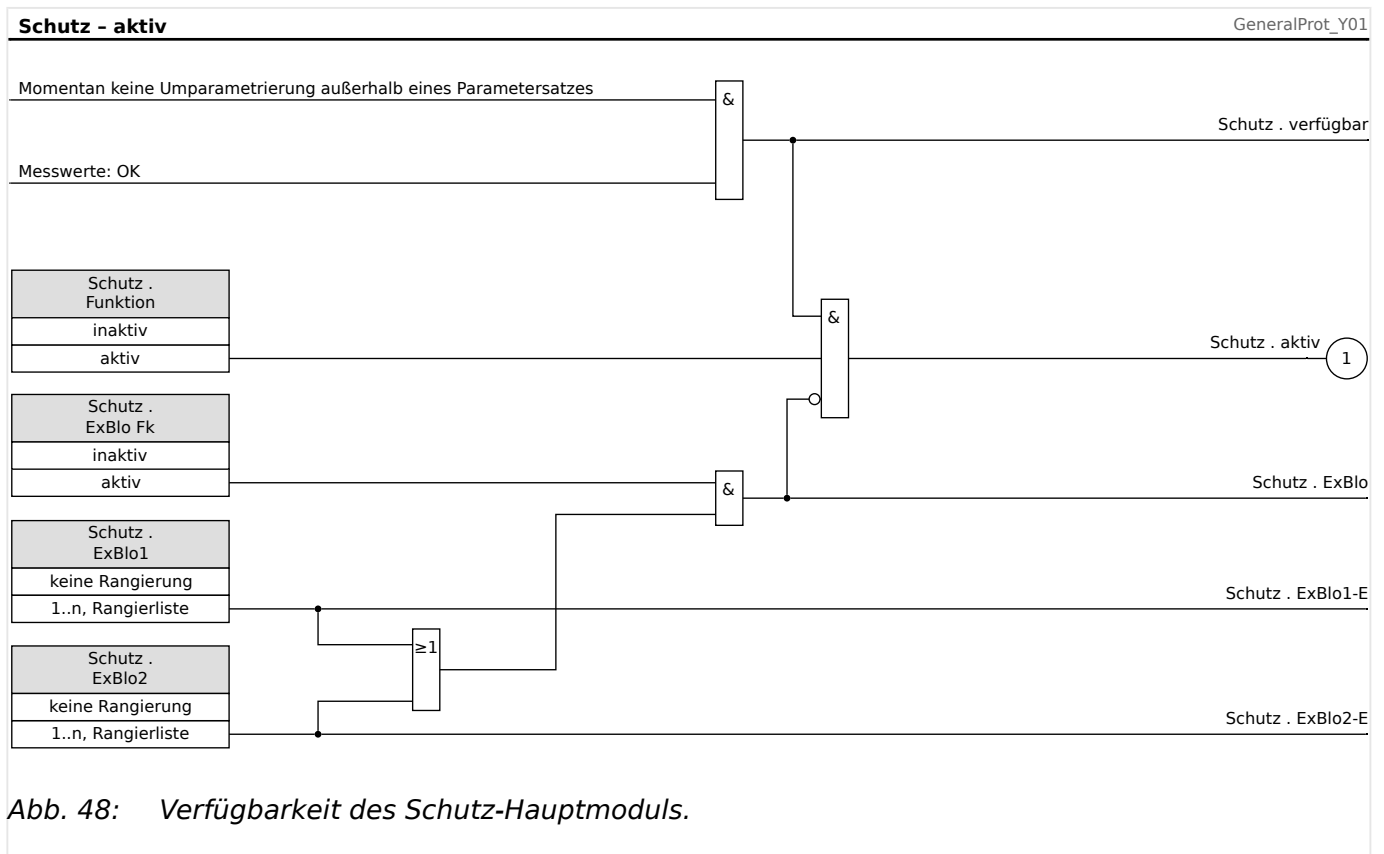 Schutz – aktiv
GeneralProt_Y01
Momentan keine Umparametrierung außerhalb eines Parametersatzes
&
Schutz . verfügbar
Messwerte: OK
Schutz .
Funktion
inaktiv
aktiv
&
Schutz . aktiv
1
Schutz .
ExBlo Fk
inaktiv
aktiv
&
Schutz . ExBlo
Schutz .
ExBlo1
keine Rangierung
1..n, Rangierliste
Schutz . ExBlo1-E
≥1
Schutz .
ExBlo2
keine Rangierung
1..n, Rangierliste
Schutz . ExBlo2-E
Abb. 48: Verfügbarkeit des Schutz-Hauptmoduls.